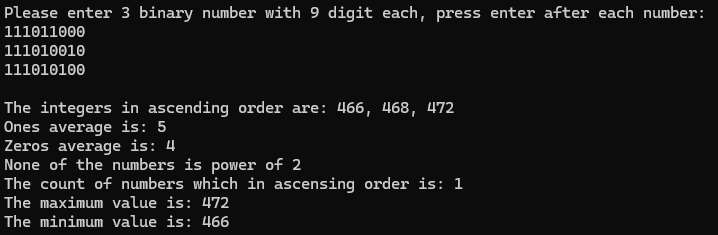 Please enter 3 binary number with 9 digit each, press enter after each number:
111011000
111010010
111010100
The integers in ascending order are: 466, 468, 472
Ones average is: 5
Zeros average is: 4
None of the numbers is power of 2
The count of numbers which in ascensing order is: 1
The maximum value is: 472
The minimum value is: 466